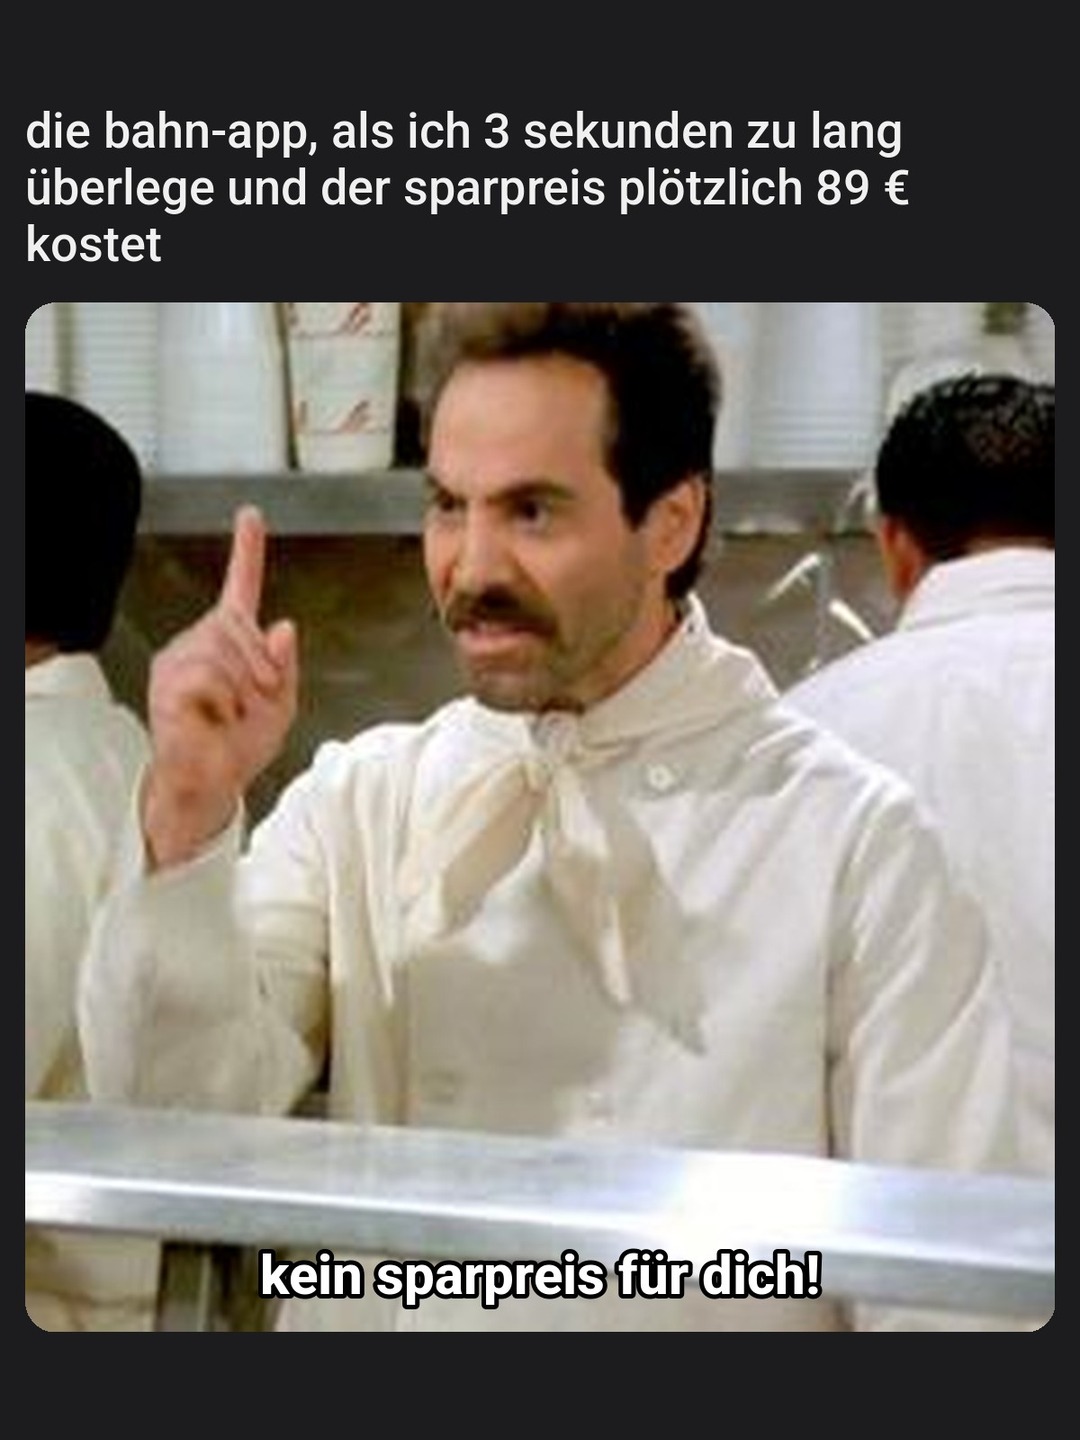 die bahn-app, als ich 3 sekunden zu lang
überlege und der sparpreis plötzlich 89 €
kostet
kein sparpreis für dich!